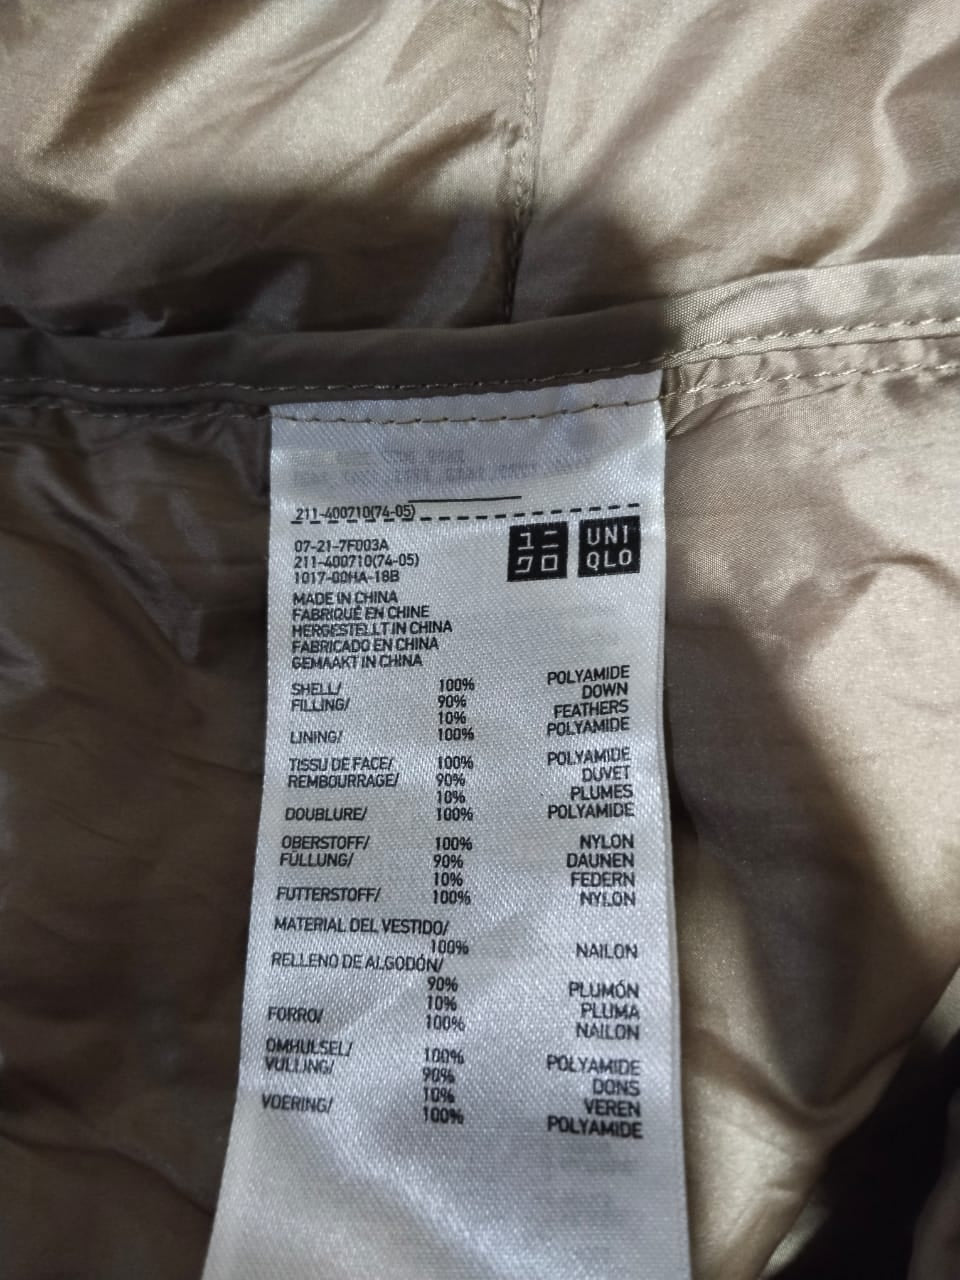 211-400710(74-05)
ユニ UNI
クロ QLO
07-21-7F003A
211-400710(74-05)
1017-00HA-18B
MADE IN CHINA
FABRIQUÉ EN CHINE
HERGESTELLT IN CHINA
FABRICADO EN CHINA
GEMAAKT IN CHINA
SHELL/ 100% POLYAMIDE
FILLING/ 90% DOWN
10% FEATHERS
LINING/ 100% POLYAMIDE
TISSU DE FACE/ 100% POLYAMIDE
REMBOURRAGE/ 90% DUVET
10% PLUMES
DOUBLURE/ 100% POLYAMIDE
OBERSTOFF/ 100% NYLON
FÜLLUNG/ 90% DAUNEN
10% FEDERN
FUTTERSTOFF/ 100% NYLON
MATERIAL DEL VESTIDO/
100% NAILON
RELLENO DE ALGODÓN/
90% PLUMÓN
10% PLUMA
FORRO/ 100% NAILON
OMHULSEL/ 100% POLYAMIDE
VULLING/ 90% DONS
10% VEREN
VOERING/ 100% POLYAMIDE